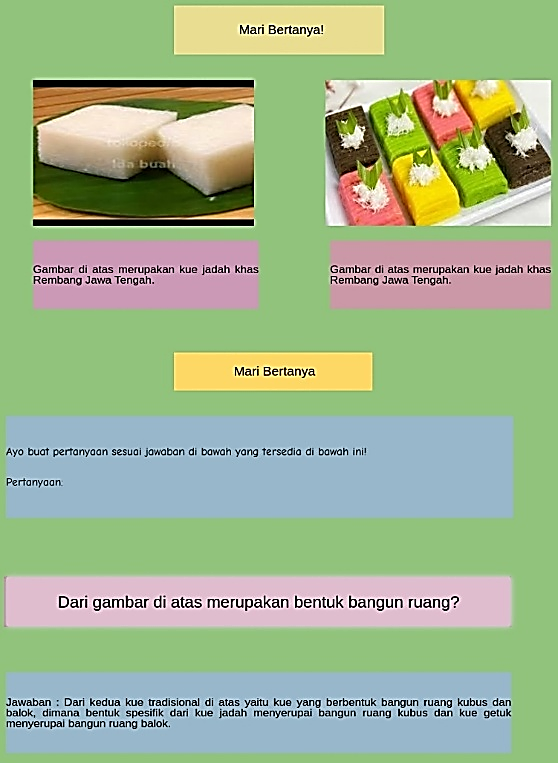 Mari Bertanya!
Gambar di atas merupakan kue jadah khas
Rembang Jawa Tengah.
Gambar di atas merupakan kue jadah khas
Rembang Jawa Tengah.
Mari Bertanya
Ayo buat pertanyaan sesuai jawaban di bawah yang tersedia di bawah ini!
Pertanyaan:
Dari gambar di atas merupakan bentuk bangun ruang?
Jawaban : Dari kedua kue tradisional di atas yaitu kue yang berbentuk bangun ruang kubus dan
balok, dimana bentuk spesifik dari kue jadah menyerupai bangun ruang kubus dan kue getuk
menyerupai bangun ruang balok.